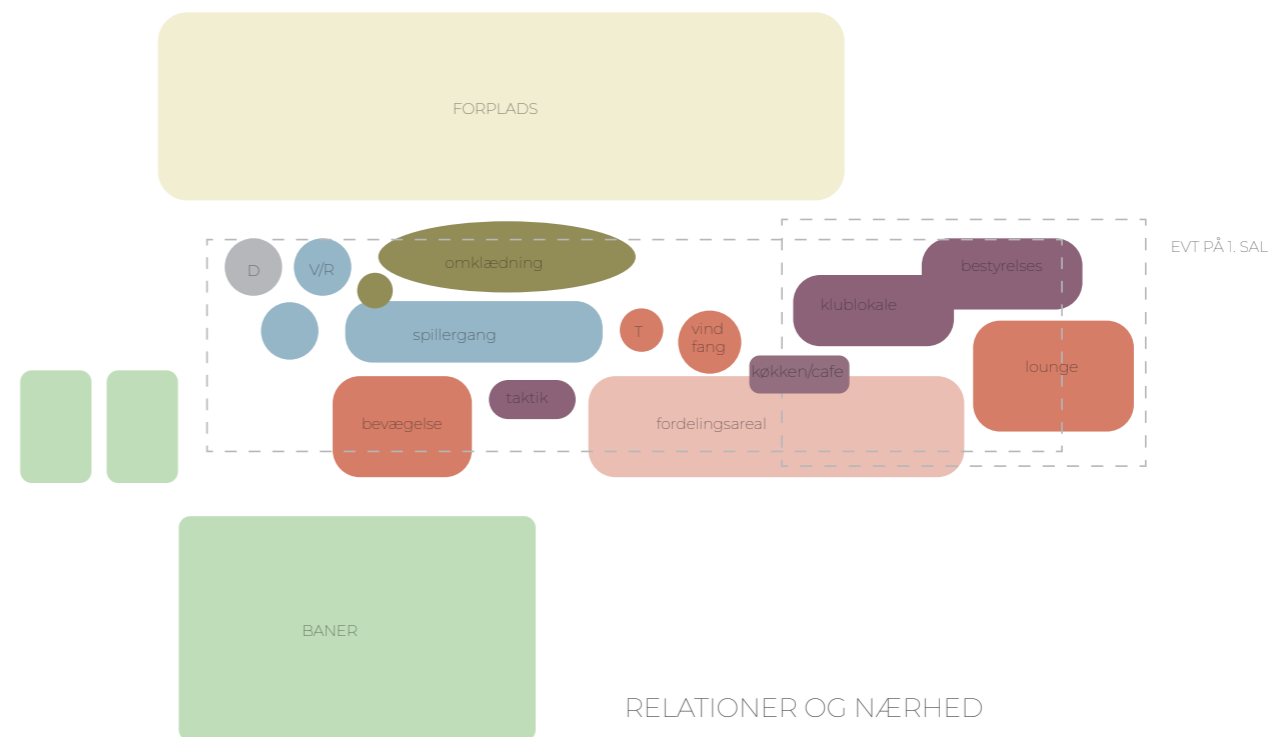 FORPLADS
EVT PÅ 1. SAL
D
V/R
omklædning
bestyrelses
klublokale
spillergang
T
vind
fang
køkken/cafe
lounge
taktik
bevægelse
fordelingsareal
BANER
RELATIONER OG NÆRHED